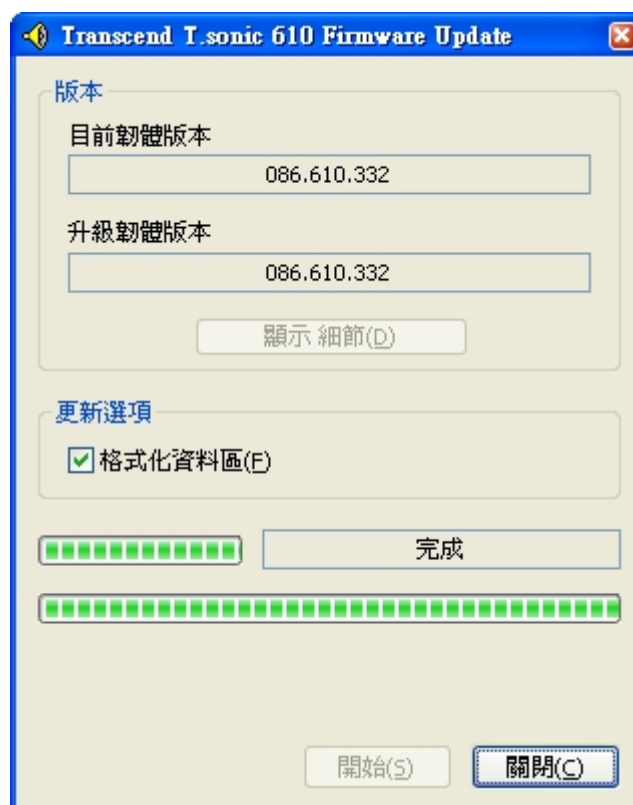 Transcend T.sonic 610 Firmware Update
版本
目前韌體版本
086.610.332
升級韌體版本
086.610.332
顯示 細節(D)
更新選項
格式化資料區(F)
完成
開始(S)
關閉(C)